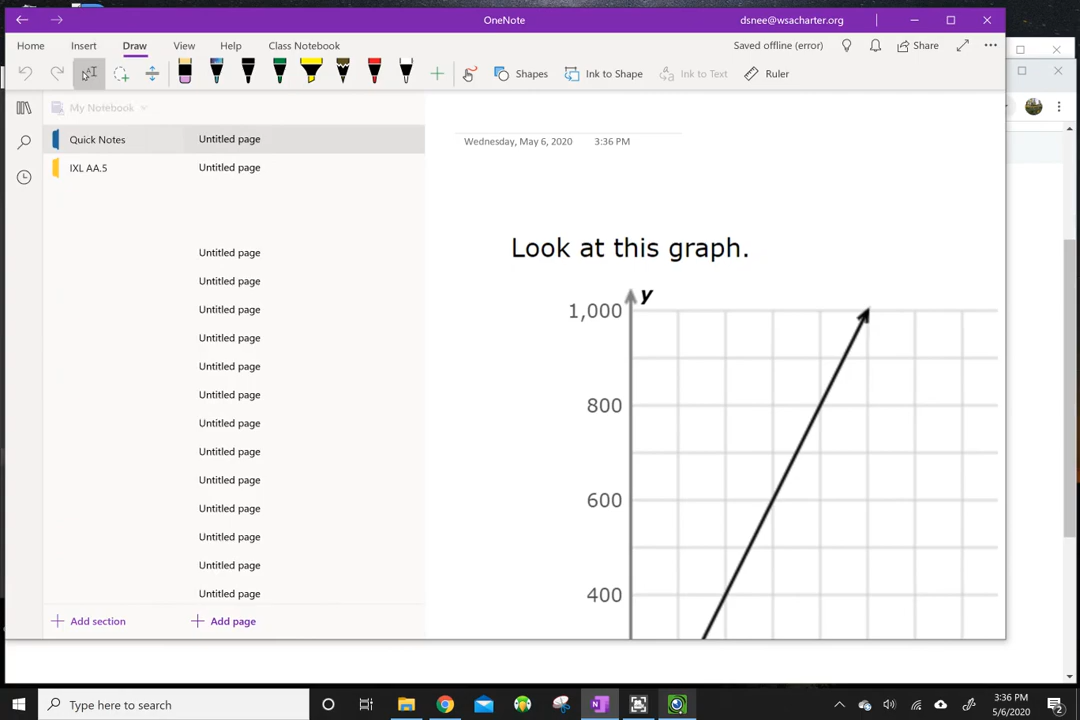 OneNote
dsnee@wsacharter.org
Home
Insert
Draw
View
Help
Class Notebook
Saved offline (error)
Share
Shapes
Ink to Shape
Ink to Text
Ruler
My Notebook
Quick Notes
Untitled page
Wednesday, May 6, 2020
3:36 PM
IXL AA.5
Untitled page
Look at this graph.
Untitled page
Untitled page
y
1,000
Untitled page
Untitled page
Untitled page
Untitled page
800
Untitled page
Untitled page
Untitled page
600
Untitled page
Untitled page
Untitled page
Untitled page
400
Add section
Add page
Type here to search
3:36 PM
5/6/2020
2